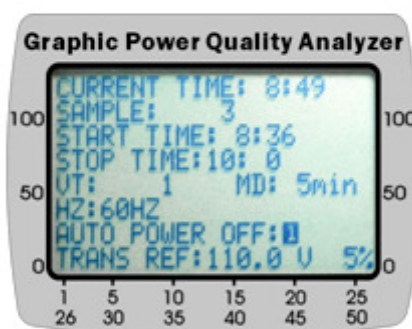 Graphic Power Quality Analyzer
CURRENT TIME: 8:49
SAMPLE: 3
START TIME: 8:36
STOP TIME:10: 0
VT: 1 MD: 5min
HZ:60HZ
AUTO POWER OFF:
TRANS REF:110.0 V 5%
100 100
50 50
0 0
1 5 10 15 20 25
26 30 35 40 45 50